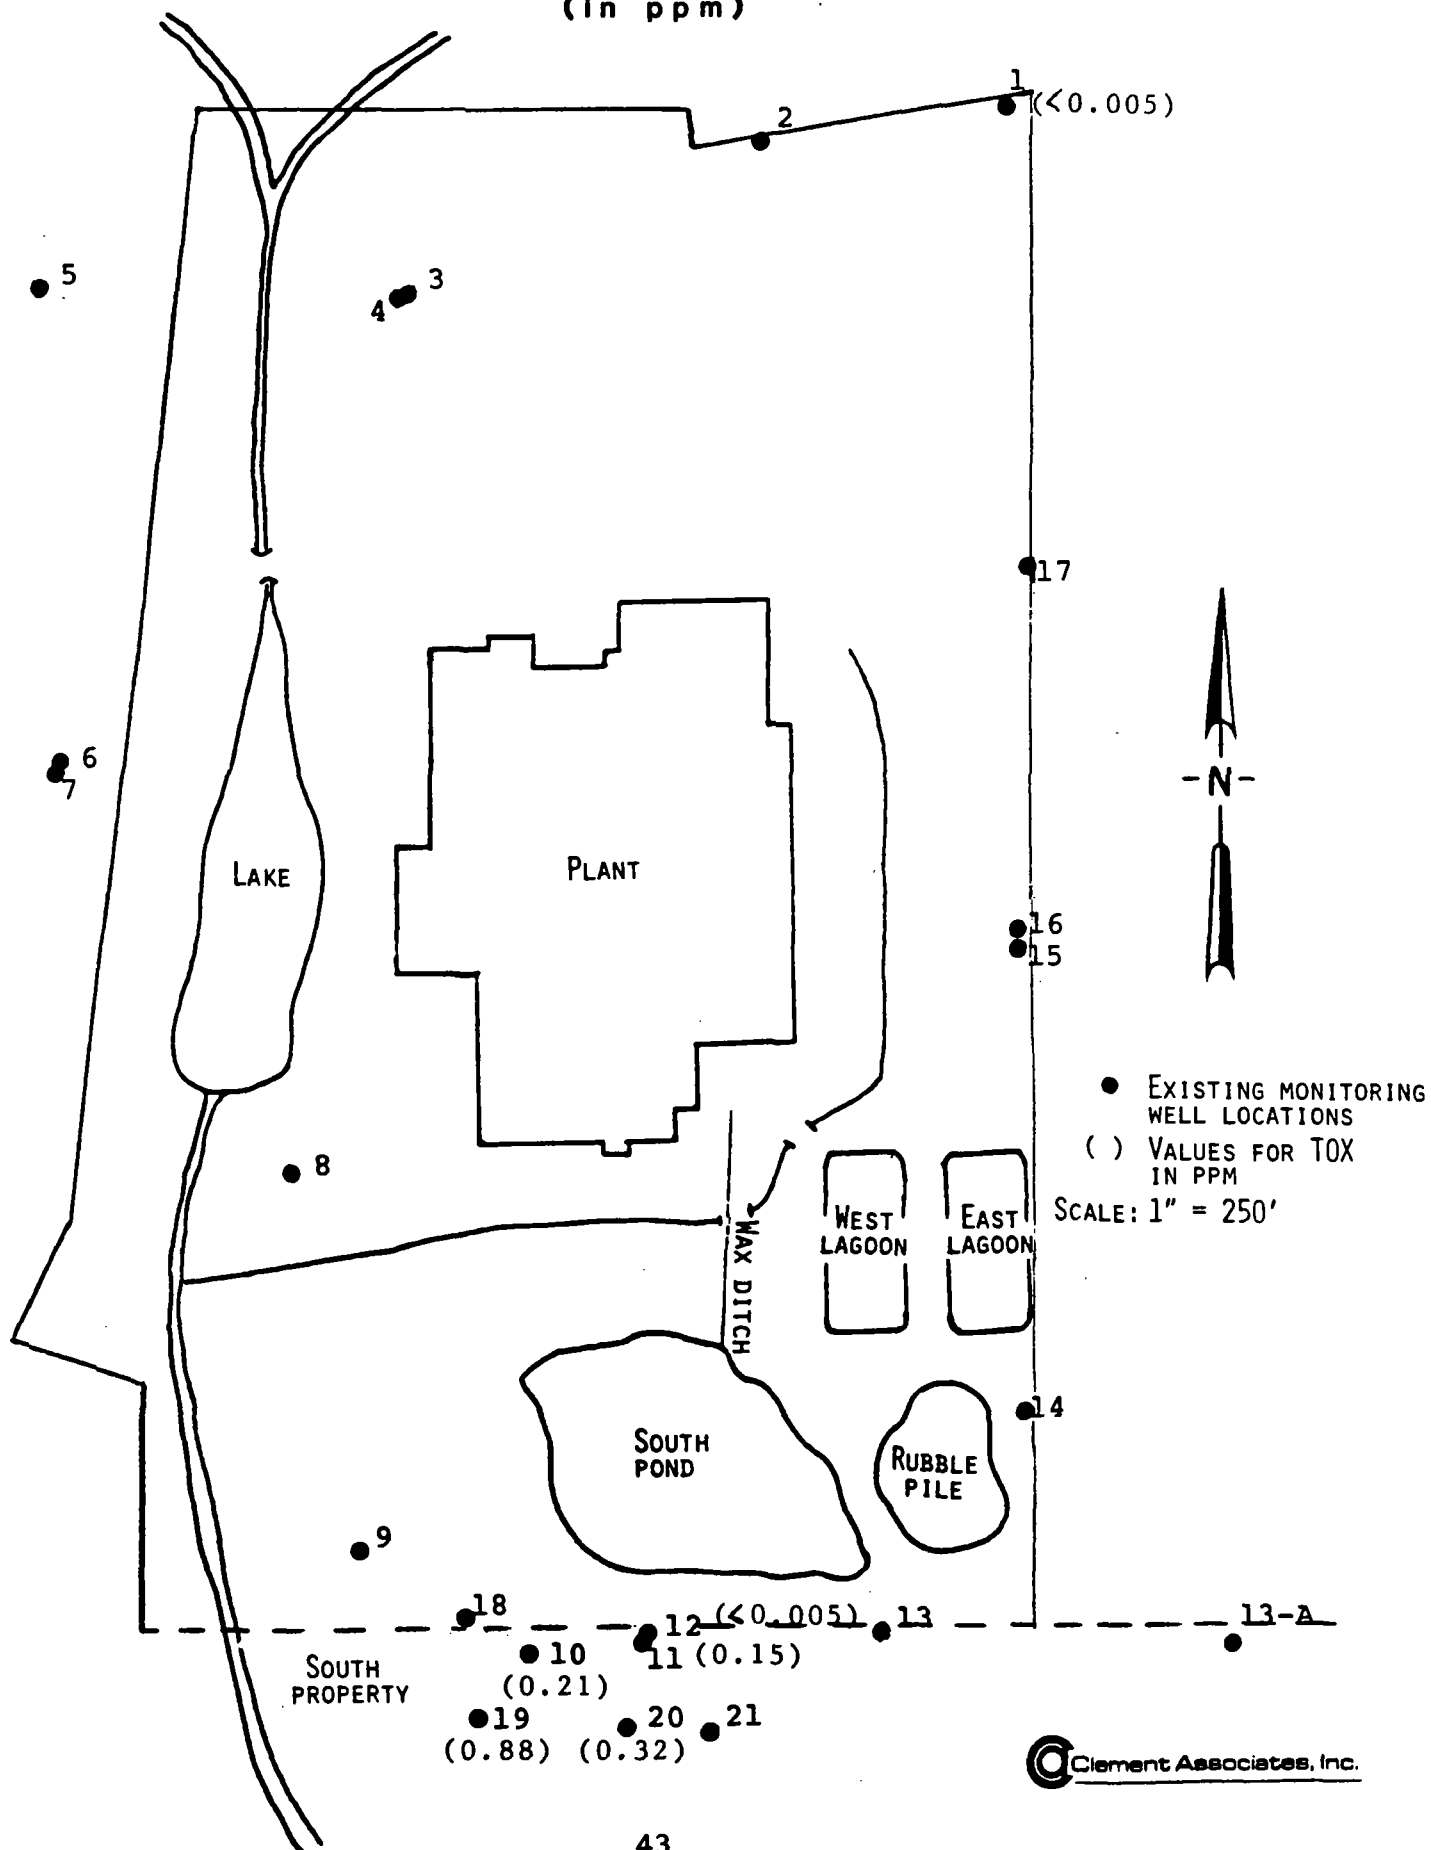 (in ppm)
1
(<0.005)
2
5
3
4
17
6
7
LAKE
PLANT
-N-
16
15
EXISTING MONITORING
WELL LOCATIONS
( ) VALUES FOR TOX
IN PPM
SCALE: 1" = 250'
8
WEST
LAGOON
EAST
LAGOON
WAX DITCH
14
SOUTH
POND
RUBBLE
PILE
9
18
12 (<0.005)
13
13-A
11 (0.15)
10
(0.21)
SOUTH
PROPERTY
19
(0.88)
20
(0.32)
21
Clement Associates, Inc.
43